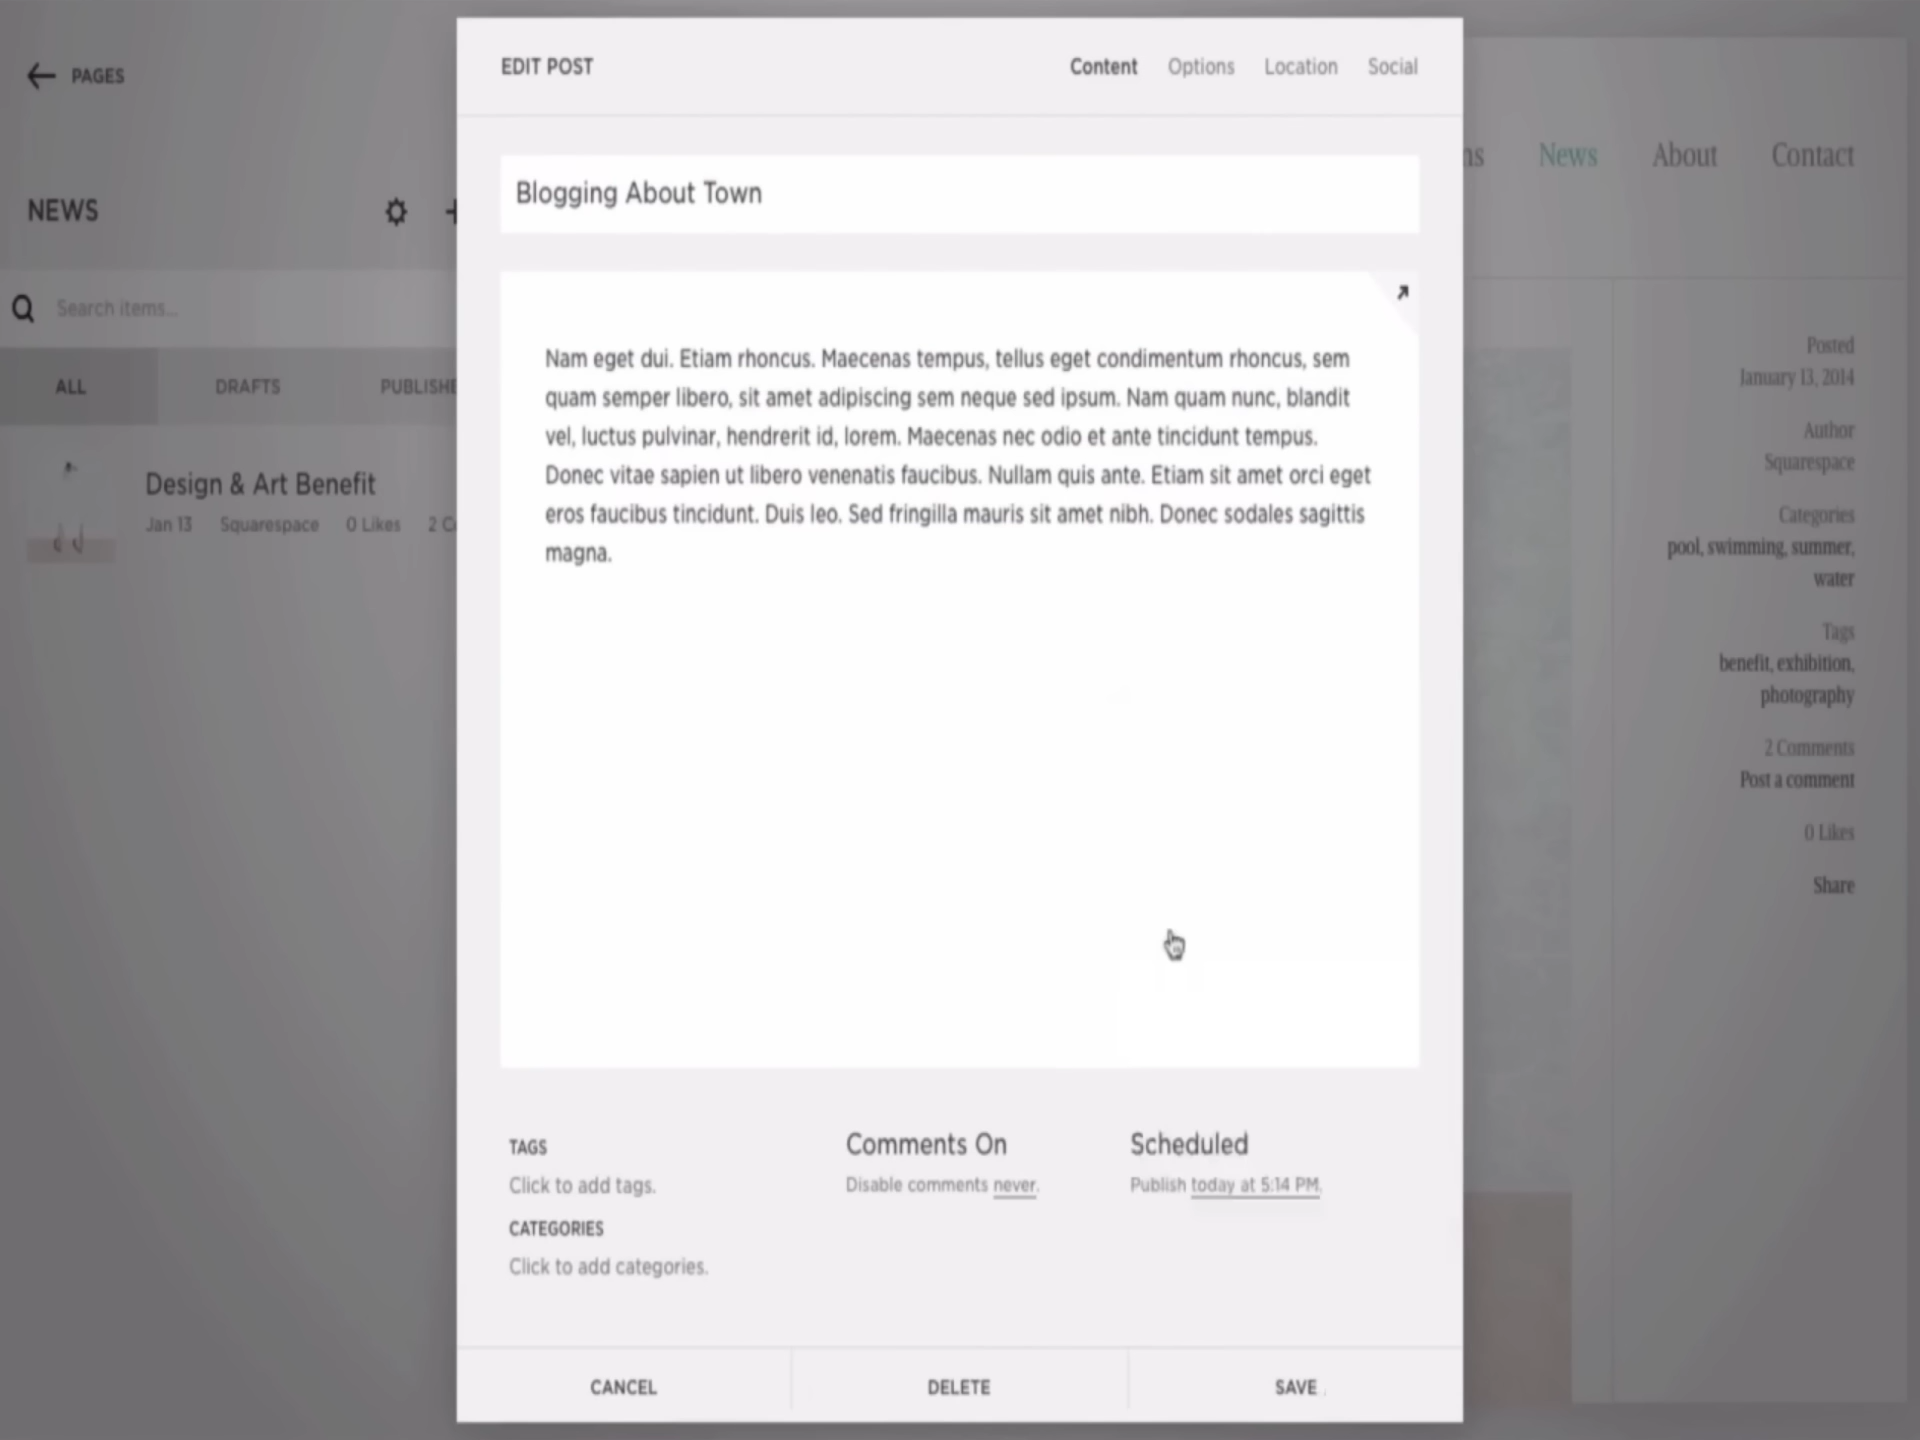 PAGES
NEWS
Search items...
ALL DRAFTS
Design & Art Benefit
Jan 13 Squarespace 0 Likes 2
EDIT POST
Content Options Location Social
Blogging About Town
Nam eget dui. Etiam rhoncus. Maecenas tempus, tellus eget condimentum rhoncus, sem
quam semper libero, sit amet adipiscing sem neque sed ipsum. Nam quam nunc, blandit
vel, luctus pulvinar, hendrerit id, lorem. Maecenas nec odio et ante tincidunt tempus.
Donec vitae sapien ut libero venenatis faucibus. Nullam quis ante. Etiam sit amet orci eget
eros faucibus tincidunt. Duis leo. Sed fringilla mauris sit amet nibh. Donec sodales sagittis
magna.
TAGS
Click to add tags.
CATEGORIES
Click to add categories.
Comments On
Disable comments never.
Scheduled
Publish today at 5:14 PM.
CANCEL DELETE SAVE
News About Contact
Posted
January 13, 2014
Author
Squarespace
Categories
pool, swimming, summer,
water
Tags
benefit, exhibition,
photography
2 Comments
Post a comment
0 Likes
Share